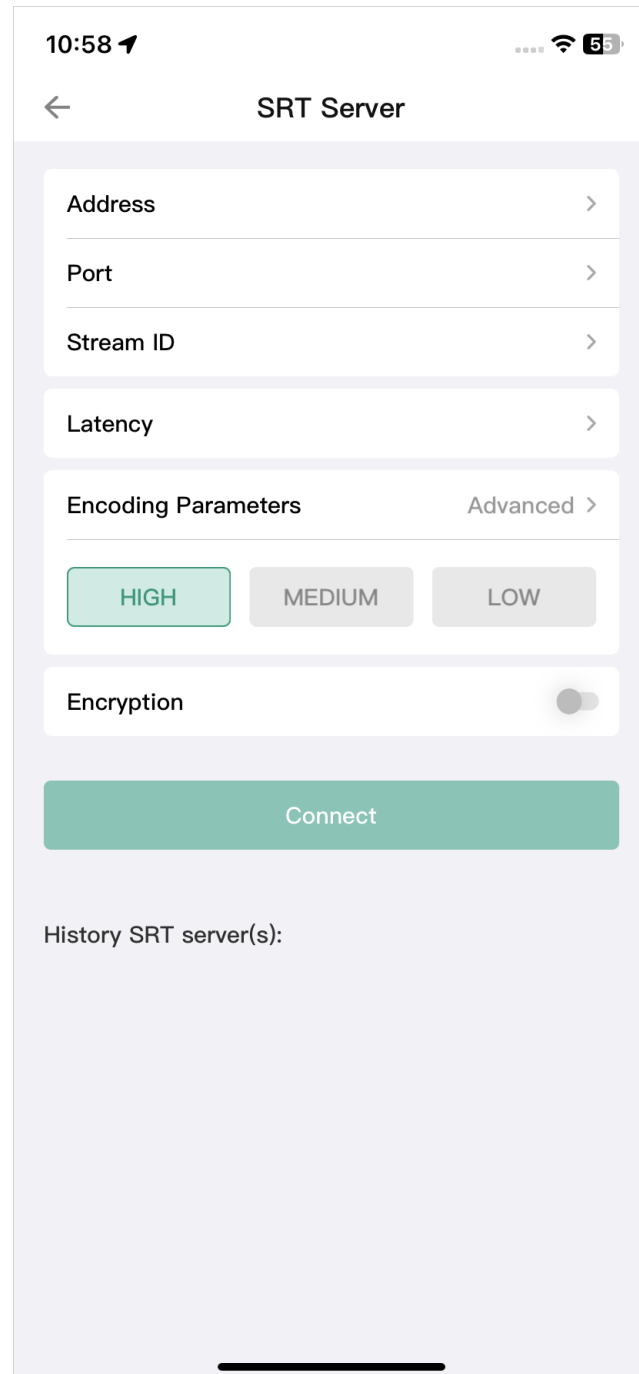 10:58
55
SRT Server
Address
Port
Stream ID
Latency
Encoding Parameters Advanced
HIGH MEDIUM LOW
Encryption
Connect
History SRT server(s):